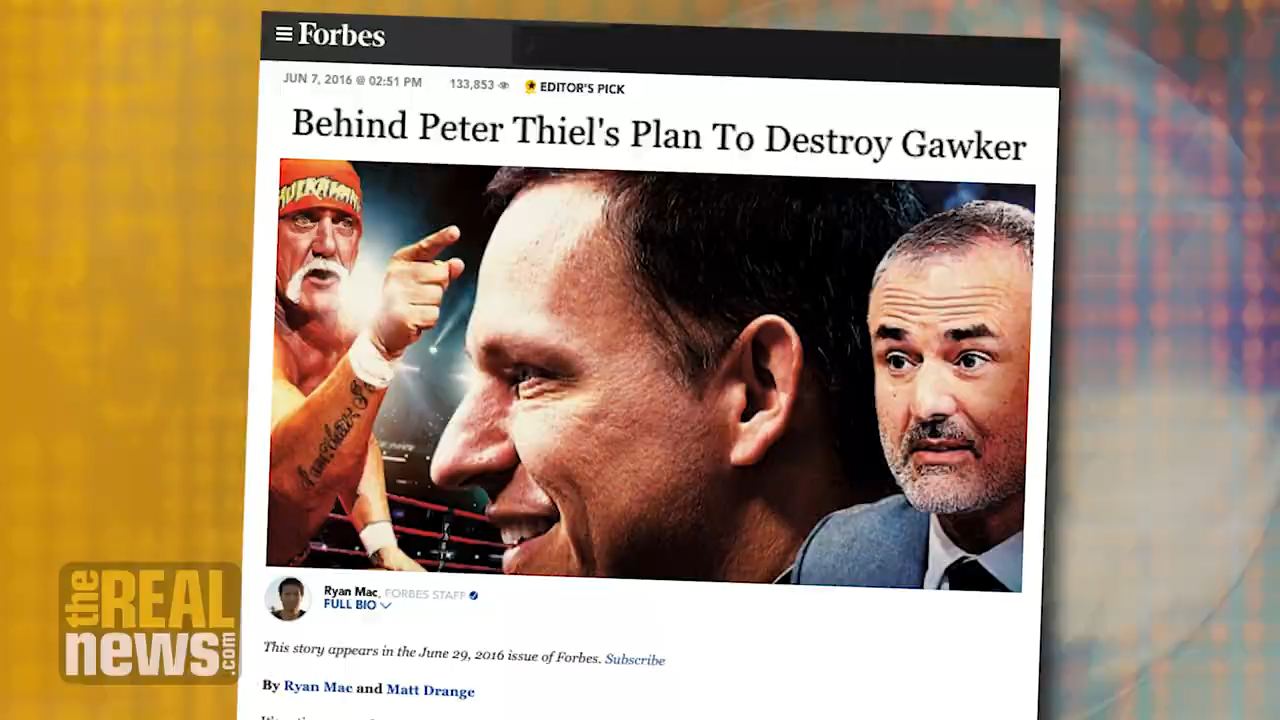 Forbes
JUN 7, 2016 @ 02:51 PM 133,853 EDITOR'S PICK
Behind Peter Thiel's Plan To Destroy Gawker
HULKAMANIA
Ryan Mac, FORBES STAFF
FULL BIO
This story appears in the June 29, 2016 issue of Forbes. Subscribe
By Ryan Mac and Matt Drange
the REAL
news.com